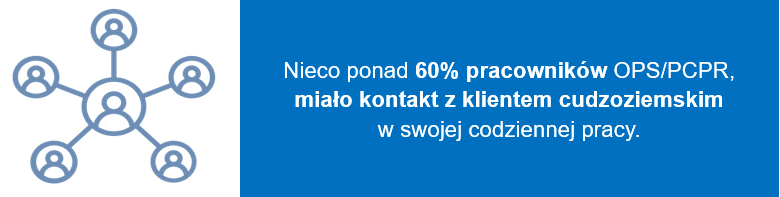 Nieco ponad 60% pracowników OPS/PCPR,
miało kontakt z klientem cudzoziemskim
w swojej codziennej pracy.